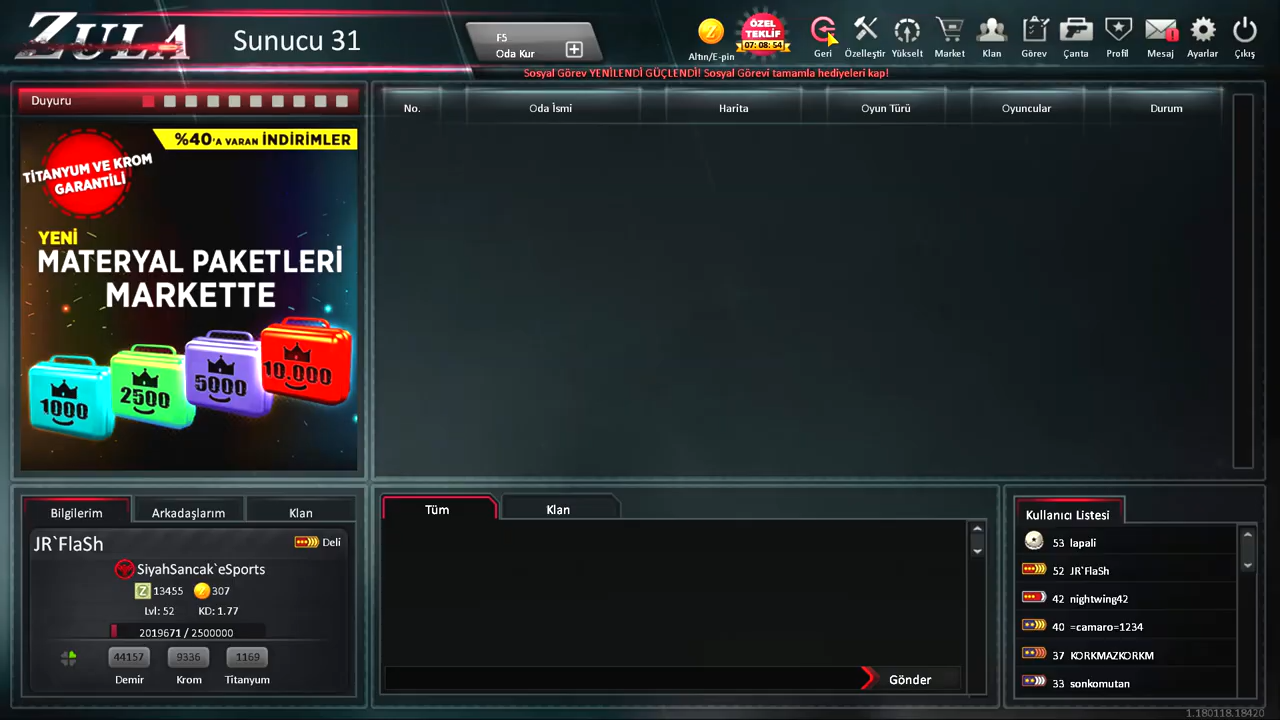 ZULA
Sunucu 31
F5
Oda Kur
Altın/E-pin
ÖZEL
TEKLİF
07:08:54
Geri
Özelleştir
Yükselt
Market
Klan
Görev
Çanta
Profil
Mesaj
Ayarlar
Çıkış
Sosyal Görev YENİLENDİ GÜÇLENDİ! Sosyal Görevi tamamla hediyeleri kap!
Duyuru
%40'A VARAN İNDİRİMLER
TİTANYUM VE KROM
GARANTİLİ
YENİ
MATERYAL PAKETLERİ
MARKETTE
1000
2500
5000
10.000
No.
Oda İsmi
Harita
Oyun Türü
Oyuncular
Durum
Bilgilerim
Arkadaşlarım
Klan
JR`FlaSh
Deli
SiyahSancak`eSports
13455
307
Lvl: 52
KD: 1.77
2019671 / 2500000
44157
9336
1169
Demir
Krom
Titanyum
Tüm
Klan
Gönder
Kullanıcı Listesi
53 lapali
52 JR`FlaSh
42 nightwing42
40 =camaro=1234
37 KORKMAZKORKM
33 sonkomutan
1.180118.18420